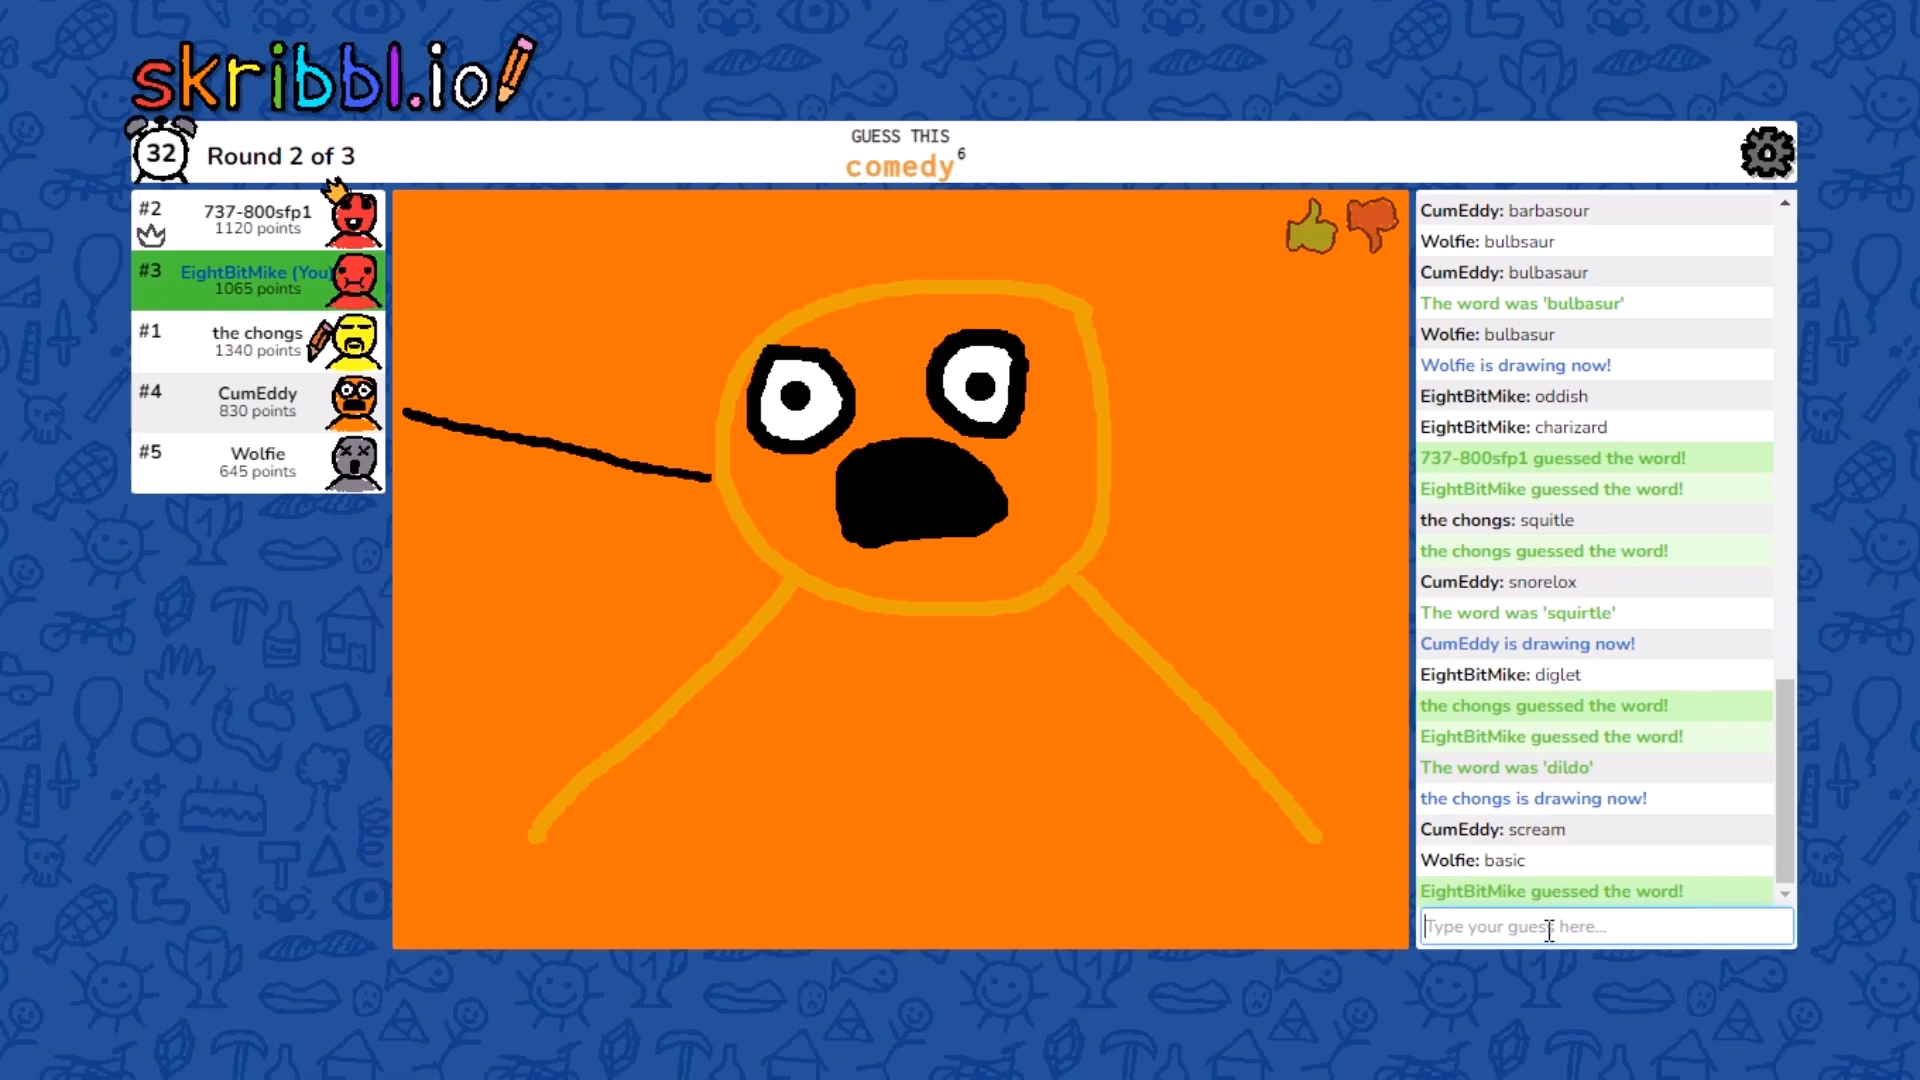 skribbl.io
32
Round 2 of 3
GUESS THIS
comedy 6
#2
737-800sfp1
1120 points
#3
EightBitMike (You)
1065 points
#1
the chongs
1340 points
#4
CumEddy
830 points
#5
Wolfie
645 points
CumEddy: barbasour
Wolfie: bulbsaur
CumEddy: bulbasaur
The word was 'bulbasur'
Wolfie: bulbasur
Wolfie is drawing now!
EightBitMike: oddish
EightBitMike: charizard
737-800sfp1 guessed the word!
EightBitMike guessed the word!
the chongs: squitle
the chongs guessed the word!
CumEddy: snorelox
The word was 'squirtle'
CumEddy is drawing now!
EightBitMike: diglet
the chongs guessed the word!
EightBitMike guessed the word!
The word was 'dildo'
the chongs is drawing now!
CumEddy: scream
Wolfie: basic
EightBitMike guessed the word!
Type your guess here...